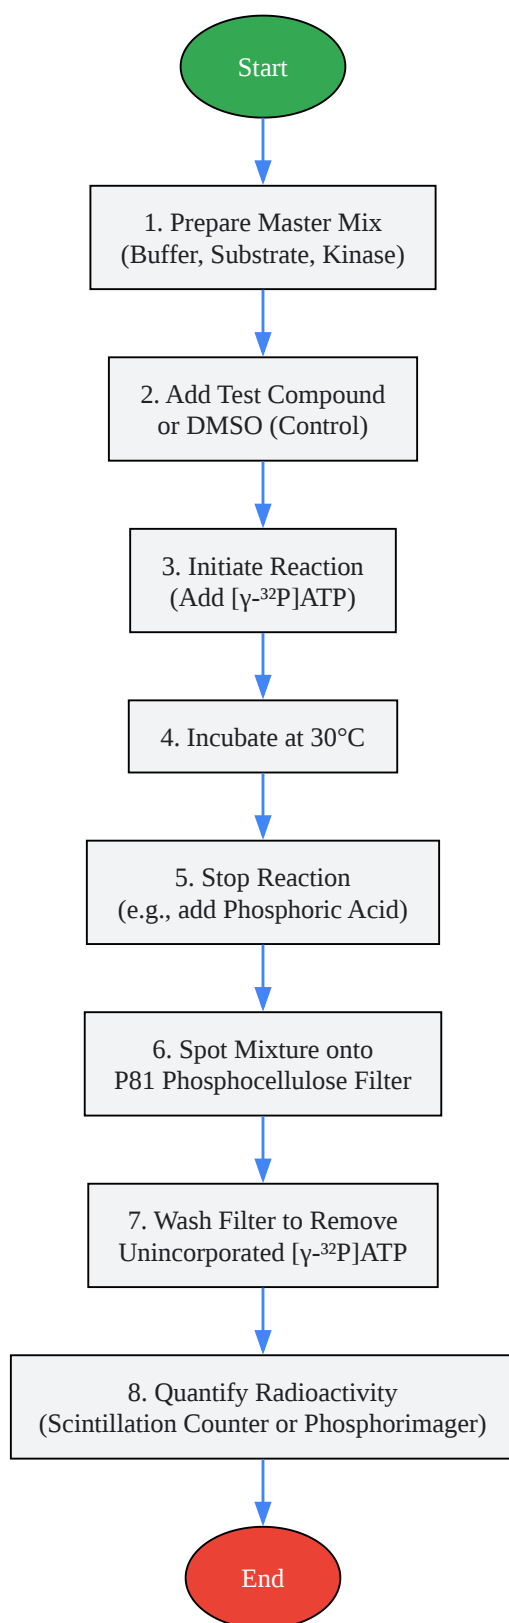 Start
1. Prepare Master Mix
(Buffer, Substrate, Kinase)
2. Add Test Compound
or DMSO (Control)
3. Initiate Reaction
(Add [γ-³²P]ATP)
4. Incubate at 30°C
5. Stop Reaction
(e.g., add Phosphoric Acid)
6. Spot Mixture onto
P81 Phosphocellulose Filter
7. Wash Filter to Remove
Unincorporated [γ-³²P]ATP
8. Quantify Radioactivity
(Scintillation Counter or Phosphorimager)
End